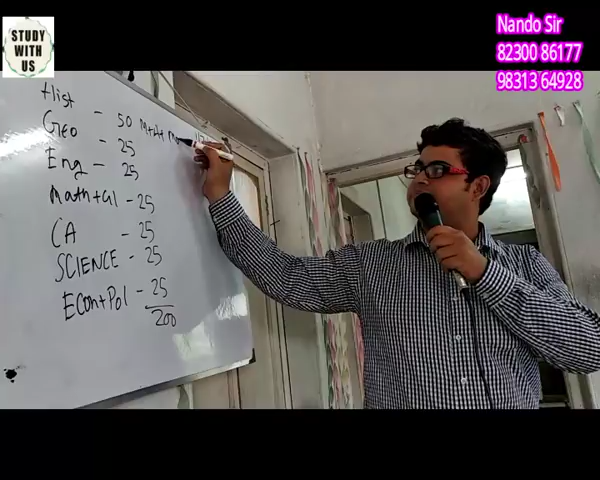 STUDY
WITH
US
Nando Sir
82300 86177
98313 64928
Hist - 50
Geo - 25
Eng - 25
Math+GI - 25
CA - 25
SCIENCE - 25
Econ+Pol - 25
200